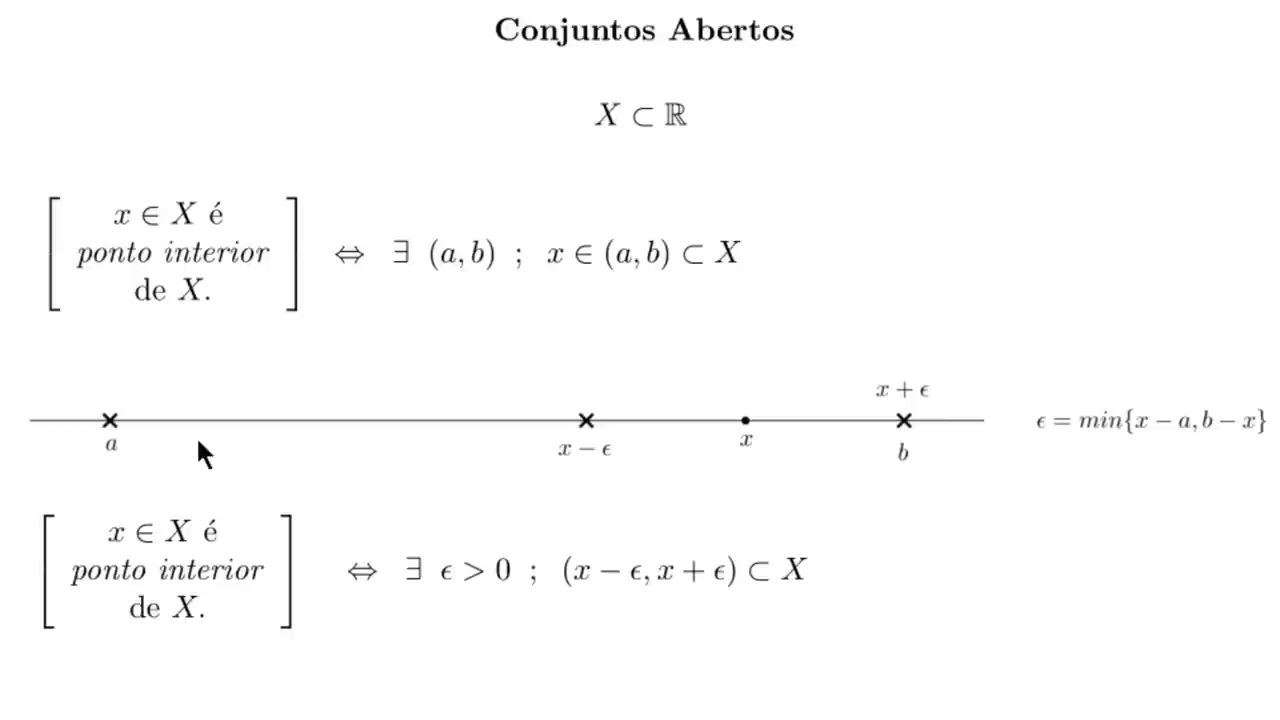 Conjuntos Abertos
X ⊂ ℝ
x ∈ X é
ponto interior
de X.
⇔ ∃ (a, b) ; x ∈ (a, b) ⊂ X
x + ϵ
a
x − ϵ
x
b
ϵ = min{x − a, b − x}
x ∈ X é
ponto interior
de X.
⇔ ∃ ϵ > 0 ; (x − ϵ, x + ϵ) ⊂ X